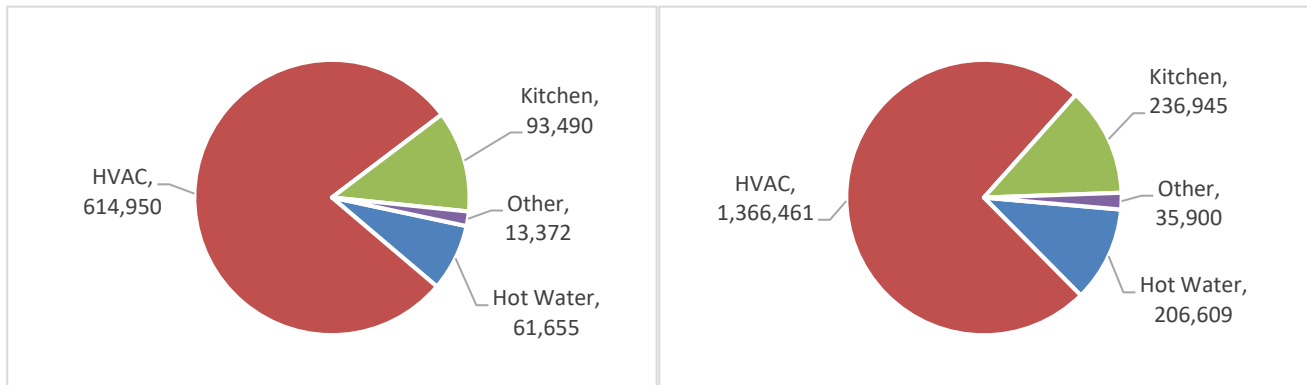 Kitchen,
93,490
HVAC,
614,950
Other,
13,372
Hot Water,
61,655
Kitchen,
236,945
HVAC,
1,366,461
Other,
35,900
Hot Water,
206,609